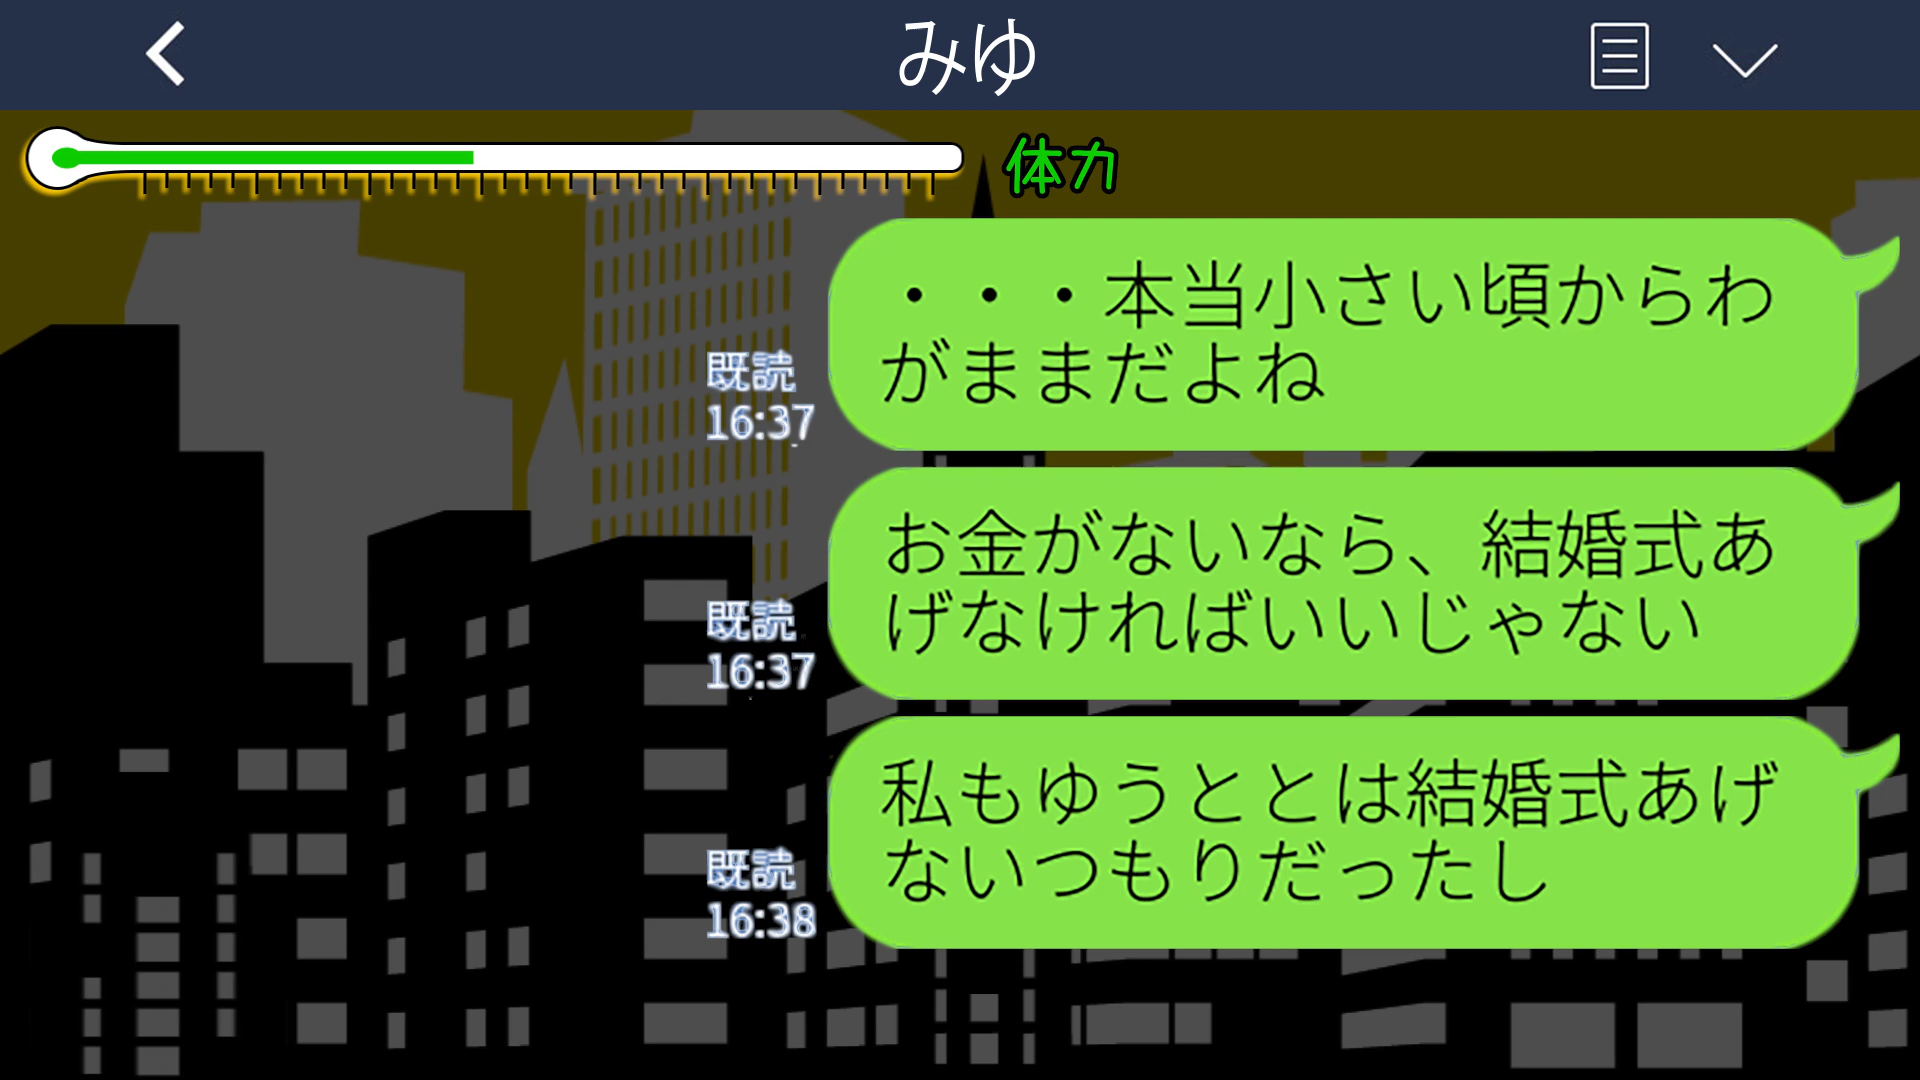 みゆ
体力
・・・本当小さい頃からわ
がままだよね
既読
16:37
お金がないなら、結婚式あ
げなければいいじゃない
既読
16:37
私もゆうととは結婚式あげ
ないつもりだったし
既読
16:38